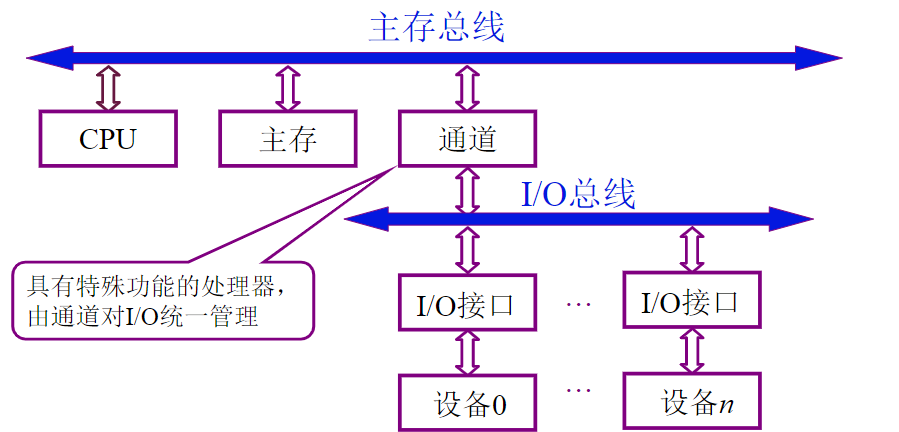 主存总线
CPU
主存
通道
I/O总线
具有特殊功能的处理器，
由通道对I/O统一管理
I/O接口
…
I/O接口
设备0
…
设备n